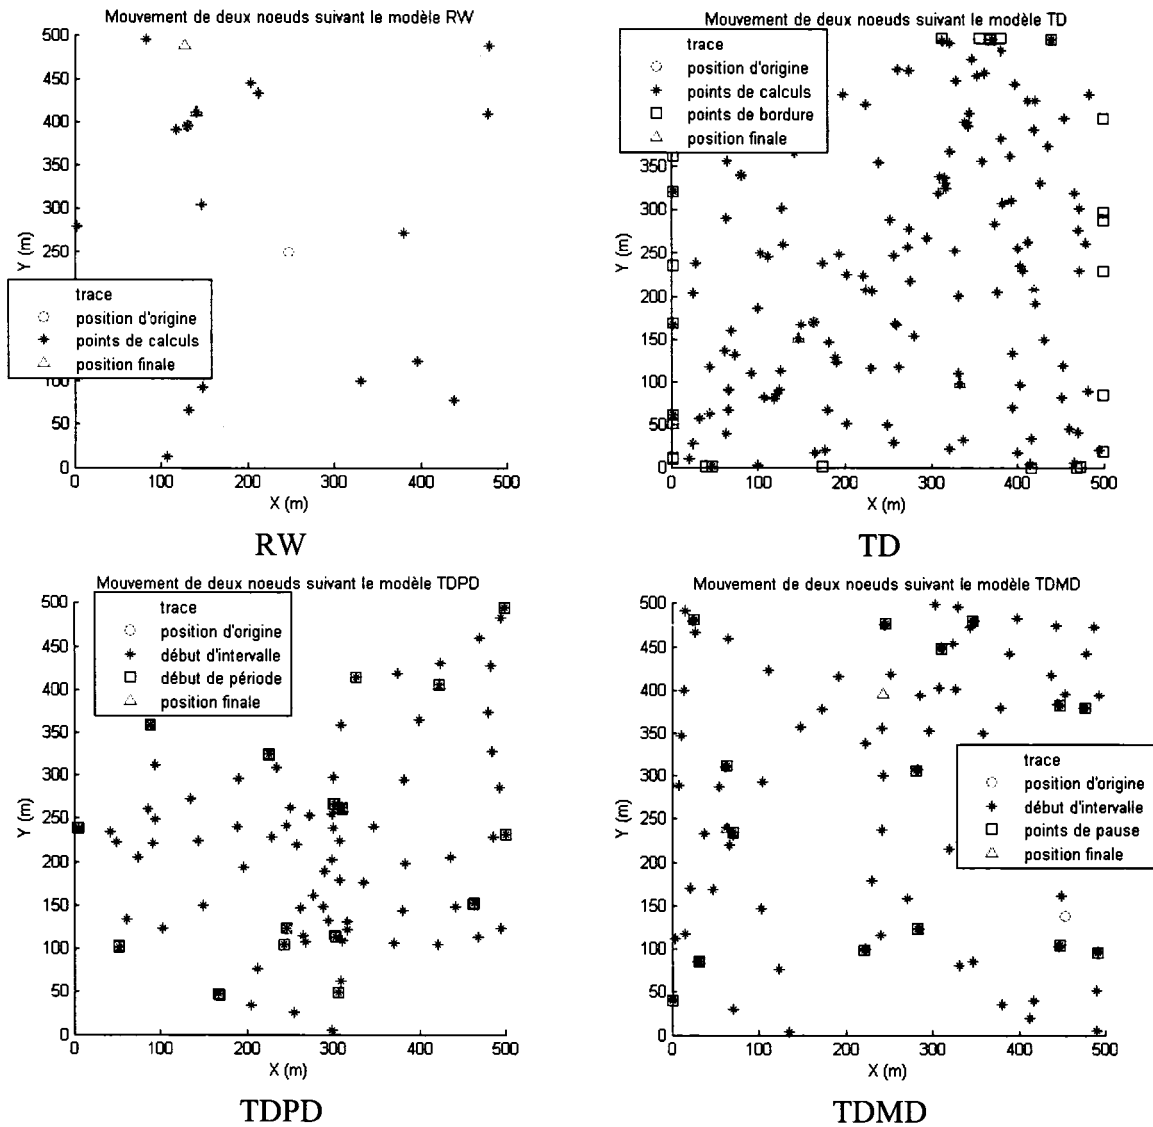 Mouvement de deux noeuds suivant le modèle RW
500
450
400
350
300
250
100
50
0
Y (m)
trace
position d'origine
points de calculs
position finale
0 100 200 300 400 500
X (m)
RW
Mouvement de deux noeuds suivant le modèle TD
500
350
300
250
200
150
100
50
0
Y (m)
trace
position d'origine
points de calculs
points de bordure
position finale
0 100 200 300 400 500
X (m)
TD
Mouvement de deux noeuds suivant le modèle TDPD
500
450
400
350
300
250
200
150
100
50
0
Y (m)
trace
position d'origine
début d'intervalle
début de période
position finale
0 100 200 300 400 500
X (m)
TDPD
Mouvement de deux noeuds suivant le modèle TDMD
500
450
400
350
300
250
200
150
100
50
0
Y (m)
trace
position d'origine
début d'intervalle
points de pause
position finale
0 100 200 300 400 500
X (m)
TDMD